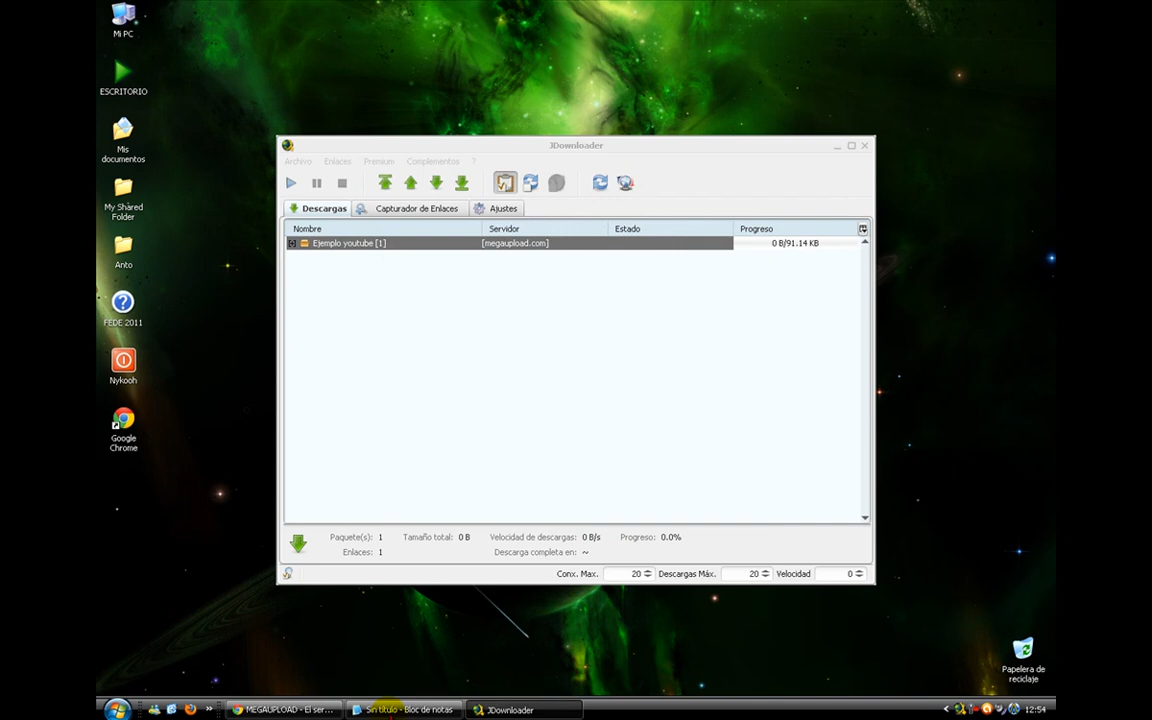 Mi PC
ESCRITORIO
Mis
documentos
My Shared
Folder
Anto
FEDE 2011
Nykooh
Google
Chrome
JDownloader
Archivo Enlaces Premium Complementos ?
Descargas Capturador de Enlaces Ajustes
Nombre Servidor Estado Progreso
Ejemplo youtube [1] [megaupload.com] 0 B/91.14 KB
Paquete(s): 1 Tamaño total: 0 B Velocidad de descargas: 0 B/s Progreso: 0.0%
Enlaces: 1 Descarga completa en: ~
Conx. Max. 20 Descargas Máx. 20 Velocidad 0
Papelera de
reciclaje
MEGAUPLOAD - El ser... Sin título - Bloc de notas JDownloader 12:54